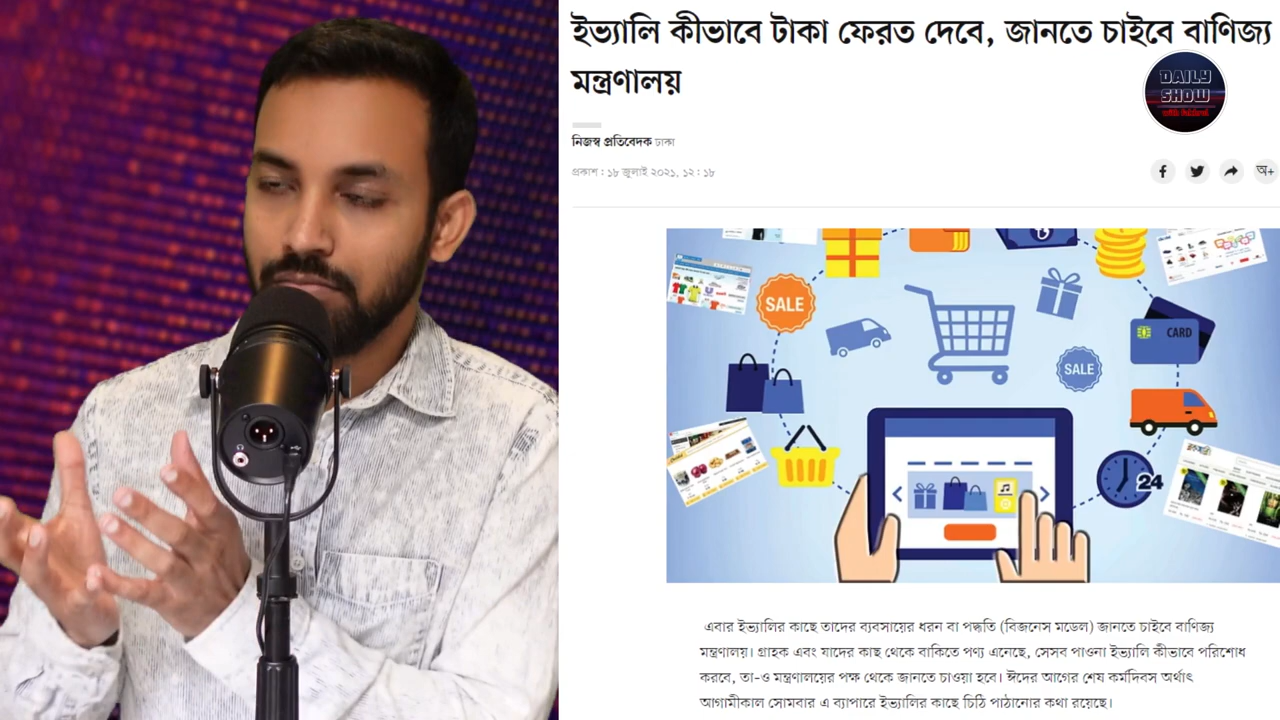 ইভ্যালি কীভাবে টাকা ফেরত দেবে, জানতে চাইবে বাণিজ্য
মন্ত্রণালয়
DAILY
SHOW
নিজস্ব প্রতিবেদক ঢাকা
প্রকাশ: ১৮ জুলাই ২০২১, ১২: ১৮
অ+
SALE
CARD
SALE
24
এবার ইভ্যালির কাছে তাদের ব্যবসায়ের ধরন বা পদ্ধতি (বিজনেস মডেল) জানতে চাইবে বাণিজ্য
মন্ত্রণালয়। গ্রাহক এবং যাদের কাছ থেকে বাকিতে পণ্য এনেছে, সেসব পাওনা ইভ্যালি কীভাবে পরিশোধ
করবে, তা-ও মন্ত্রণালয়ের পক্ষ থেকে জানতে চাওয়া হবে। ঈদের আগের শেষ কর্মদিবস অর্থাৎ
আগামীকাল সোমবার এ ব্যাপারে ইভ্যালির কাছে চিঠি পাঠানোর কথা রয়েছে।